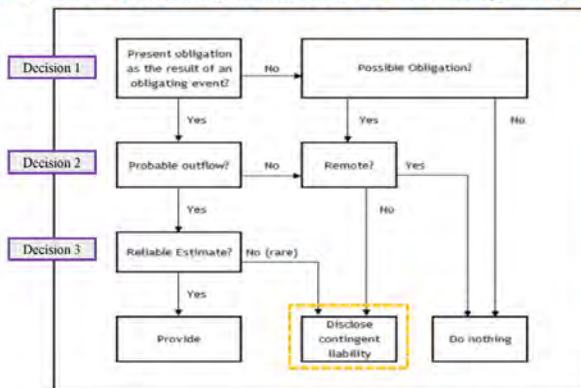 Decision 1
Present obligation
as the result of an
obligating event?
No
Possible Obligation?
Yes
Yes
No
Decision 2
Probable outflow?
No
Remote?
Yes
Yes
No
Decision 3
Reliable Estimate?
No (rare)
Yes
Provide
Disclose
contingent
liability
Do nothing